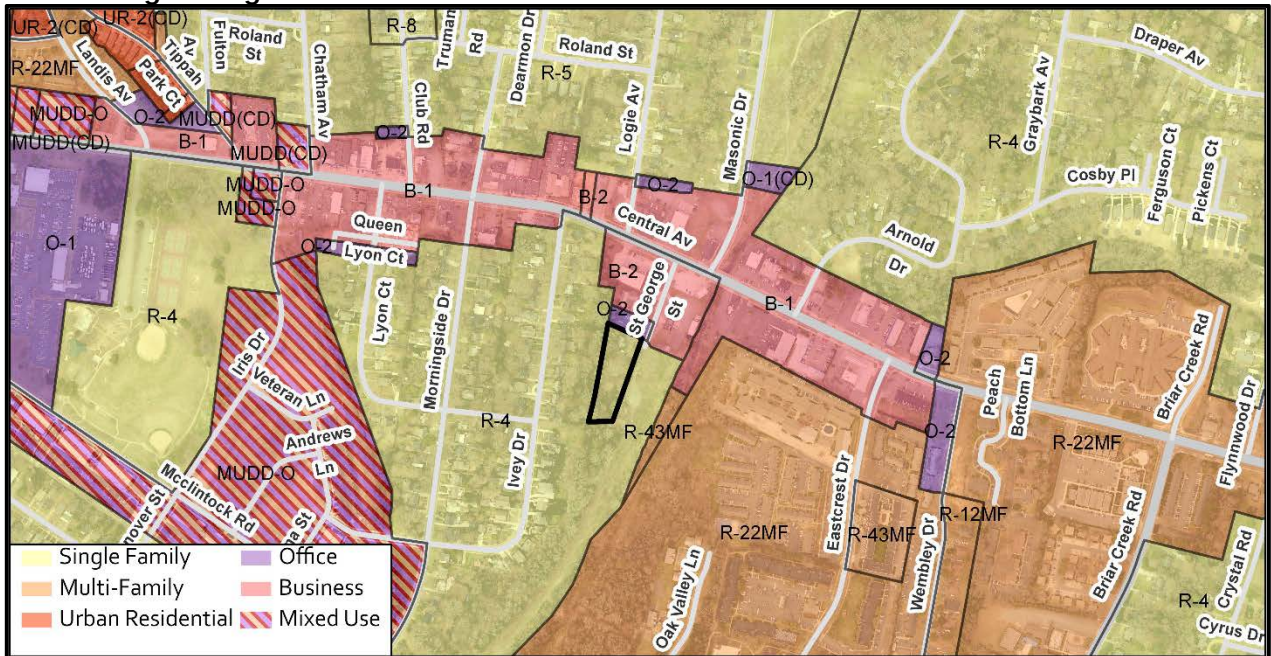 UR-2(CD)
UR-2(CD)
R-8
Av
Tippah
Fulton
Roland
St
Landis Av
Park Ct
R-22MF
Chatham Av
Club Rd
Truman
Rd
Dearmon Dr
Roland St
R-5
Draper Av
Graybark Av
R-4
Logie Av
Masonic Dr
Ferguson Ct
Pickens Ct
Cosby Pl
MUDD-O
O-2
MUDD(CD)
MUDD(CD)
B-1
MUDD(CD)
O-2
MUDD-O
MUDD-O
B-1
B-2
O-2
O-1(CD)
Central Av
Queen
O-2
Lyon Ct
O-1
R-4
Lyon Ct
Morningside Dr
B-2
O-2
St George
St
Arnold
Dr
B-1
O-2
Peach
Bottom Ln
Briar Creek Rd
Flynnwood Dr
Iris Dr
Veteran Ln
Andrews
Ln
MUDD-O
Mcclintock Rd
R-4
Ivey Dr
R-43MF
O-2
R-22MF
R-12MF
R-22MF
Eastcrest Dr
R-43MF
Wembley Dr
Oak Valley Ln
Briar Creek Rd
R-4
Crystal Rd
Cyrus Dr
Single Family
Office
Multi-Family
Business
Urban Residential
Mixed Use